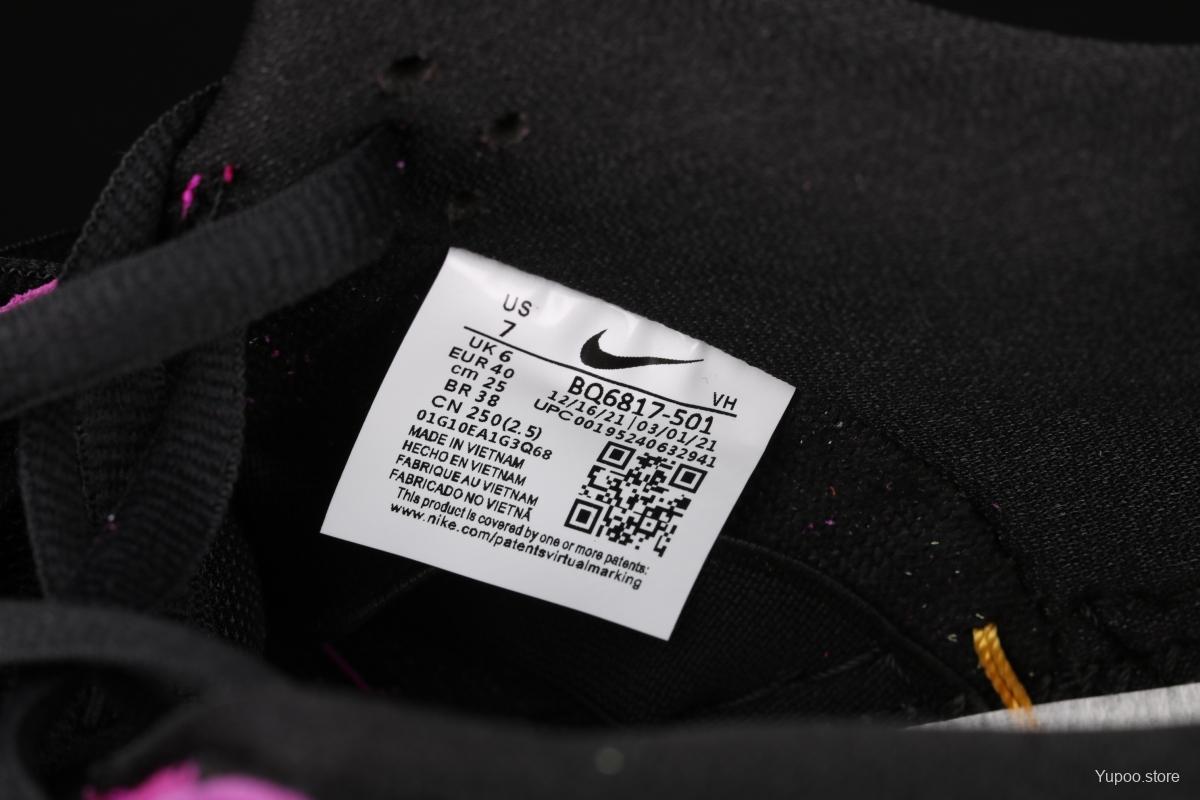 US
7
UK 6
EUR 40
cm 25
BR 38
CN 250(2.5)
01G10EA1G3Q68
VH
BQ6817-501
12/16/21 03/01/21
UPC00195240632941
MADE IN VIETNAM
HECHO EN VIETNAM
FABRIQUE AU VIETNAM
FABRICADO NO VIETNÃ
This product is covered by one or more patents:
www.nike.com/patentsvirtualmarking
Yupoo.store